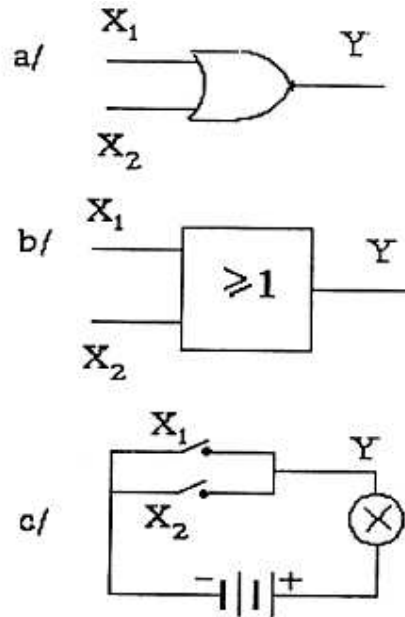 X₁ Y
a/
X₂
X₁
b/ ≥1 Y
X₂
X₁ Y
c/ X₂
- +